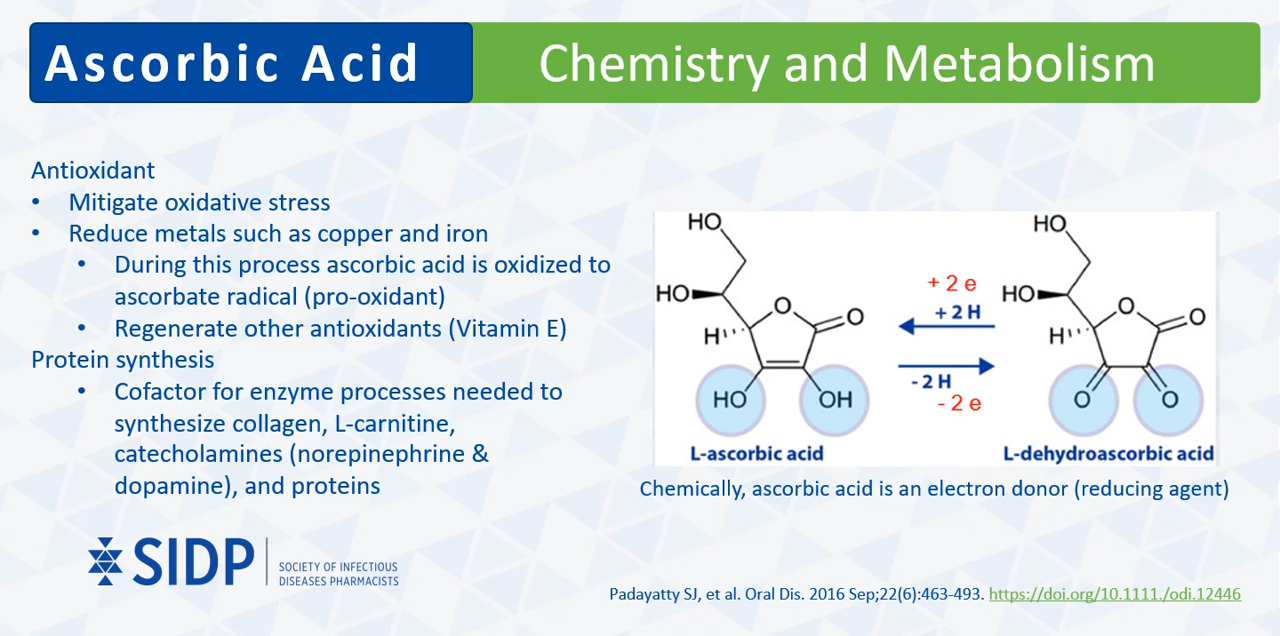 Ascorbic Acid
Chemistry and Metabolism
Antioxidant
• Mitigate oxidative stress
• Reduce metals such as copper and iron
• During this process ascorbic acid is oxidized to
ascorbate radical (pro-oxidant)
• Regenerate other antioxidants (Vitamin E)
Protein synthesis
• Cofactor for enzyme processes needed to
synthesize collagen, L-carnitine,
catecholamines (norepinephrine &
dopamine), and proteins
HO
HO
H
O
O
HO
OH
L-ascorbic acid
+ 2 e
+ 2 H
- 2 H
- 2 e
HO
HO
H
O
O
O
O
L-dehydroascorbic acid
Chemically, ascorbic acid is an electron donor (reducing agent)
SIDP
SOCIETY OF INFECTIOUS
DISEASES PHARMACISTS
Padayatty SJ, et al. Oral Dis. 2016 Sep;22(6):463-493. https://doi.org/10.1111./odi.12446